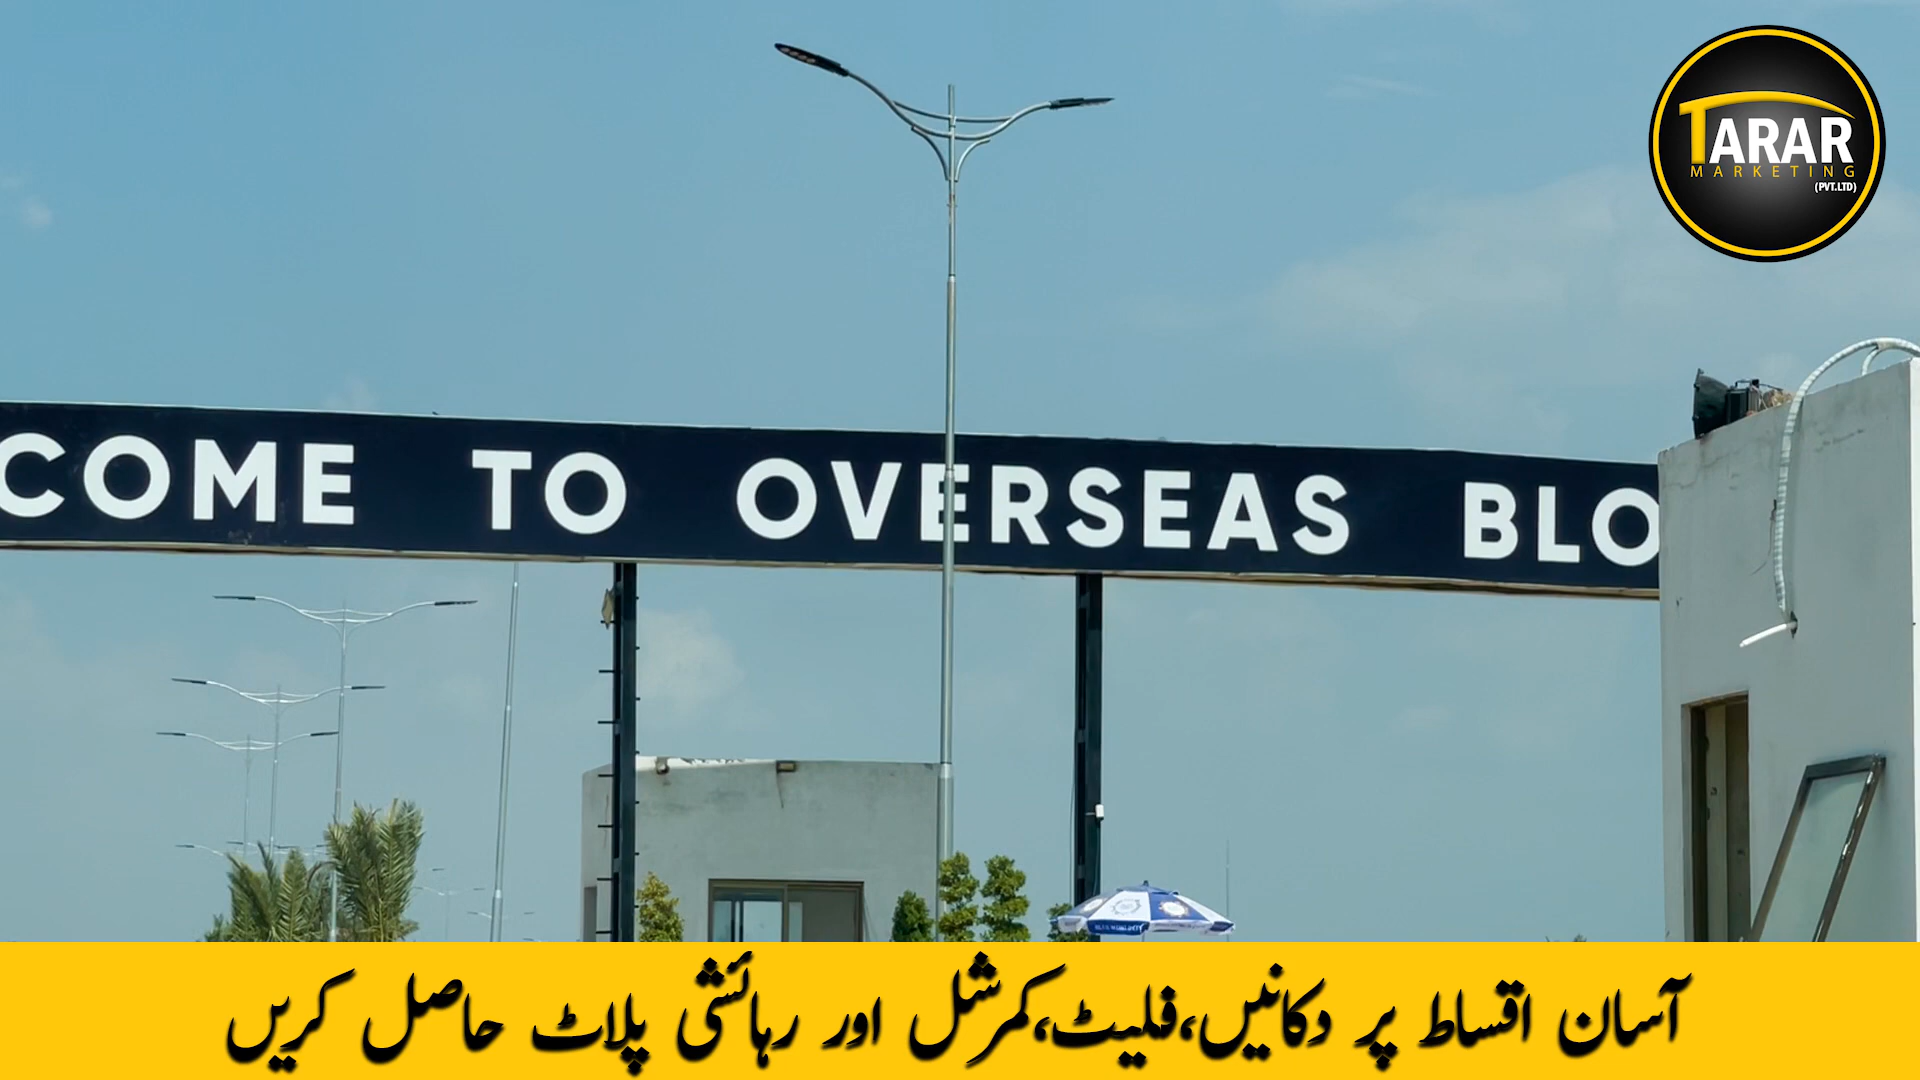 TARAR
MARKETING
(PVT.LTD)
COME TO OVERSEAS BLO
آسان اقساط پر دکانیں،فلیٹ،کمرشل اور رہائشی پلاٹ حاصل کریں